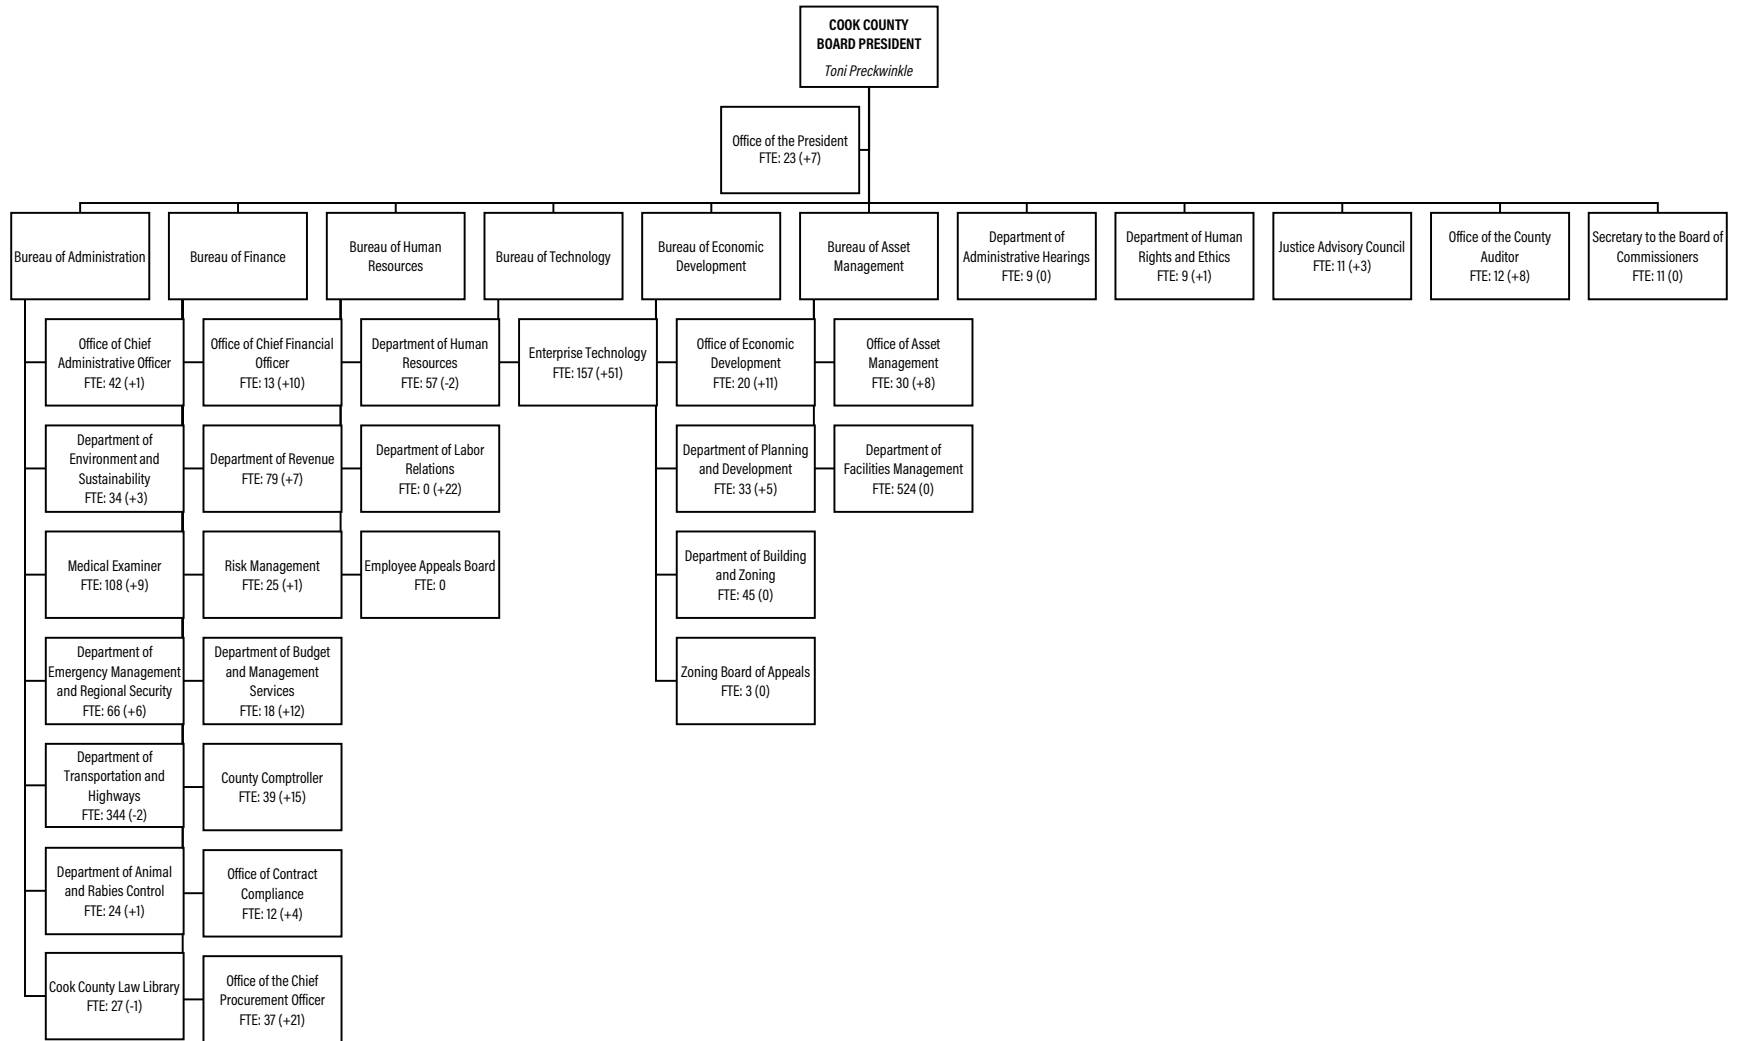 COOK COUNTY
BOARD PRESIDENT
Toni Preckwinkle
Office of the President
FTE: 23 (+7)
Bureau of Administration
Bureau of Finance
Bureau of Human
Resources
Bureau of Technology
Bureau of Economic
Development
Bureau of Asset
Management
Department of
Administrative Hearings
FTE: 9 (0)
Department of Human
Rights and Ethics
FTE: 9 (+1)
Justice Advisory Council
FTE: 11 (+3)
Office of the County
Auditor
FTE: 12 (+8)
Secretary to the Board of
Commissioners
FTE: 11 (0)
Office of Chief
Administrative Officer
FTE: 42 (+1)
Office of Chief Financial
Officer
FTE: 13 (+10)
Department of Human
Resources
FTE: 57 (-2)
Enterprise Technology
FTE: 157 (+51)
Office of Economic
Development
FTE: 20 (+11)
Office of Asset
Management
FTE: 30 (+8)
Department of
Environment and
Sustainability
FTE: 34 (+3)
Department of Revenue
FTE: 79 (+7)
Department of Labor
Relations
FTE: 0 (+22)
Department of Planning
and Development
FTE: 33 (+5)
Department of
Facilities Management
FTE: 524 (0)
Medical Examiner
FTE: 108 (+9)
Risk Management
FTE: 25 (+1)
Employee Appeals Board
FTE: 0
Department of Building
and Zoning
FTE: 45 (0)
Department of
Emergency Management
and Regional Security
FTE: 66 (+6)
Department of Budget
and Management
Services
FTE: 18 (+12)
Zoning Board of Appeals
FTE: 3 (0)
Department of
Transportation and
Highways
FTE: 344 (-2)
County Comptroller
FTE: 39 (+15)
Department of Animal
and Rabies Control
FTE: 24 (+1)
Office of Contract
Compliance
FTE: 12 (+4)
Cook County Law Library
FTE: 27 (-1)
Office of the Chief
Procurement Officer
FTE: 37 (+21)